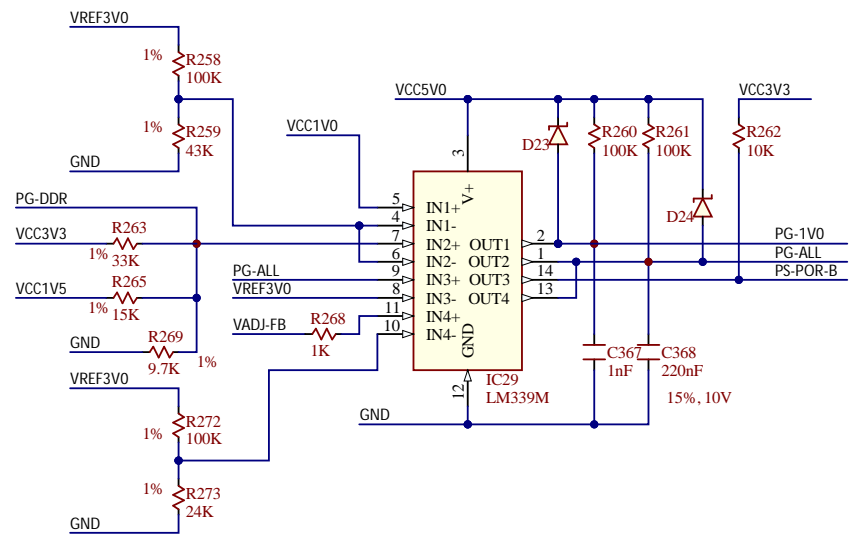 VREF3V0
1%
R258
100K
1%
R259
43K
GND
VCC5V0
VCC3V3
VCC1V0
D23
R260
100K
R261
100K
R262
10K
3
V+
PG-DDR
5
IN1+
4
IN1-
7
IN2+
OUT1
2
PG-1V0
6
IN2-
OUT2
1
PG-ALL
PG-ALL
9
IN3+
OUT3
14
PS-POR-B
VREF3V0
8
IN3-
OUT4
13
11
IN4+
10
IN4-
GND
12
D24
VCC3V3
R263
1%
33K
VCC1V5
R265
1%
15K
GND
R269
9.7K
1%
VADJ-FB
R268
1K
IC29
LM339M
C367
1nF
C368
220nF
15%, 10V
GND
VREF3V0
1%
R272
100K
1%
R273
24K
GND